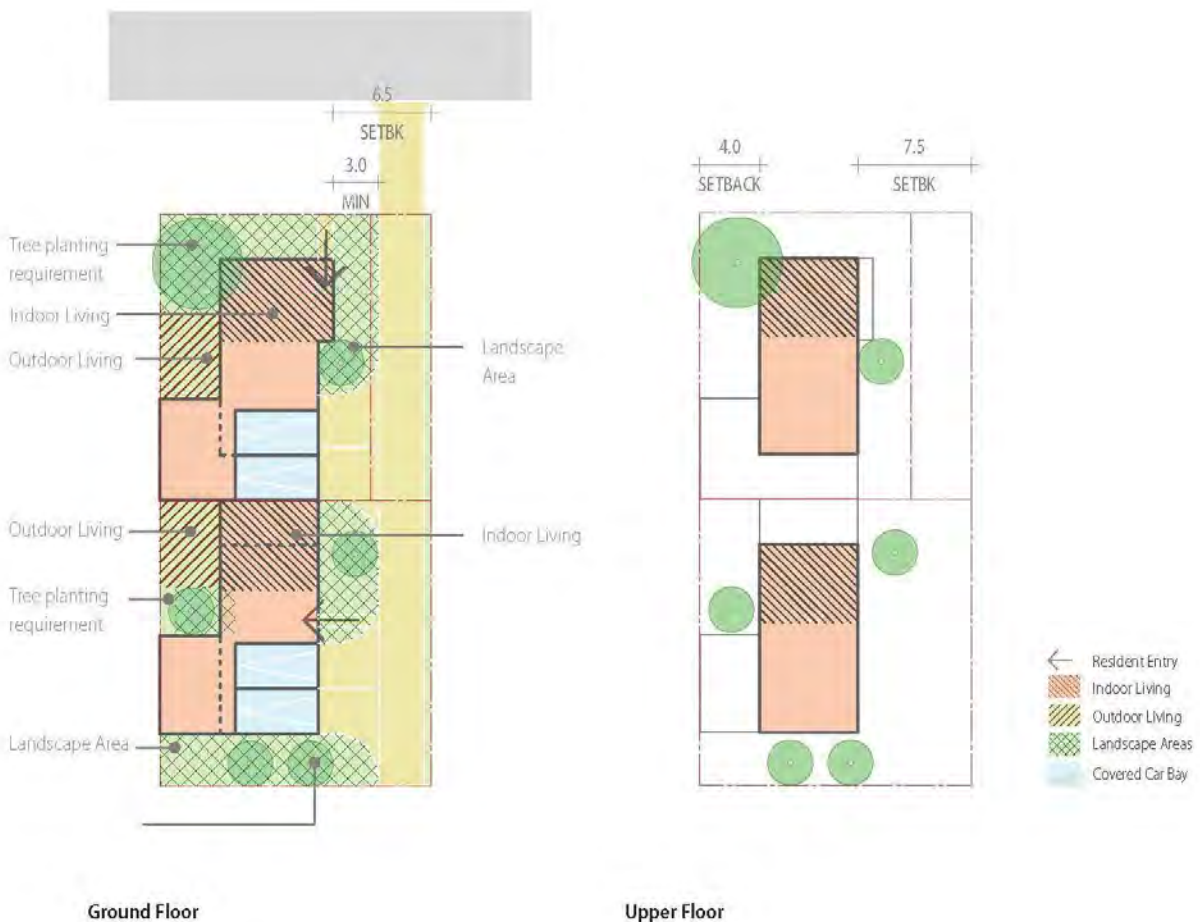 6.5
SETBK
3.0
MIN
Tree planting
requirement
Indoor Living
Outdoor Living
Landscape
Area
Outdoor Living
Indoor Living
Tree planting
requirement
Landscape Area
Ground Floor
4.0
SETBACK
7.5
SETBK
Upper Floor
Resident Entry
Indoor Living
Outdoor Living
Landscape Areas
Covered Car Bay